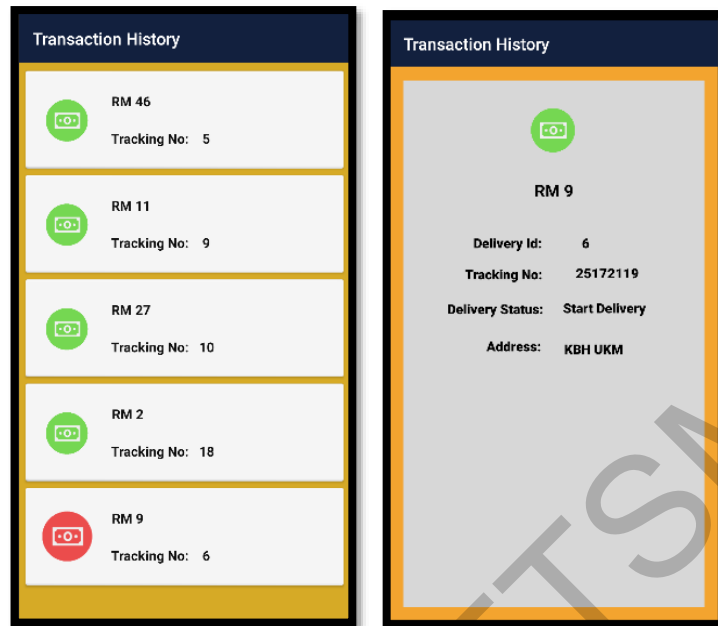 Transaction History
RM 46
Tracking No: 5
RM 11
Tracking No: 9
RM 27
Tracking No: 10
RM 2
Tracking No: 18
RM 9
Tracking No: 6
Transaction History
RM 9
Delivery Id: 6
Tracking No: 25172119
Delivery Status: Start Delivery
Address: KBH UKM